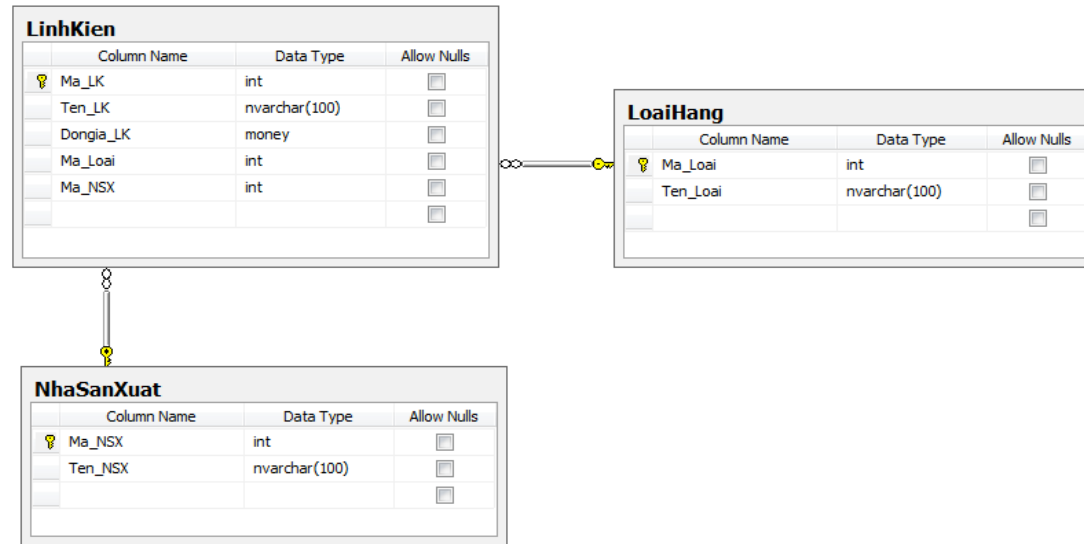 LinhKien
Column Name Data Type Allow Nulls
Ma_LK int
Ten_LK nvarchar(100)
Dongia_LK money
Ma_Loai int
Ma_NSX int
LoaiHang
Column Name Data Type Allow Nulls
Ma_Loai int
Ten_Loai nvarchar(100)
NhaSanXuat
Column Name Data Type Allow Nulls
Ma_NSX int
Ten_NSX nvarchar(100)